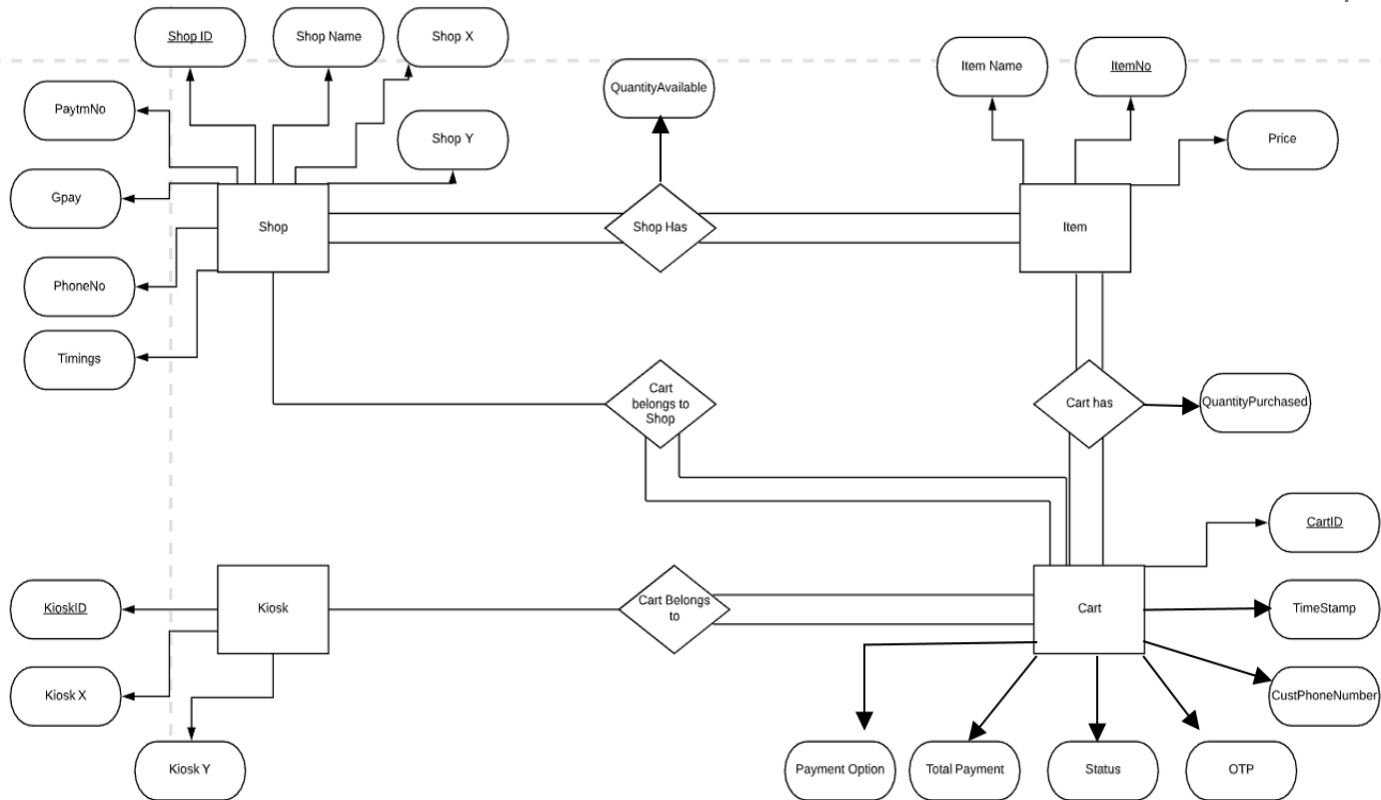 Shop ID
Shop Name
Shop X
Item Name
ItemNo
QuantityAvailable
PaytmNo
Shop Y
Price
Gpay
Shop
Shop Has
Item
PhoneNo
Timings
Cart
belongs to
Shop
Cart has
QuantityPurchased
CartID
KioskID
Kiosk
Cart Belongs
to
Cart
TimeStamp
Kiosk X
CustPhoneNumber
Kiosk Y
Payment Option
Total Payment
Status
OTP